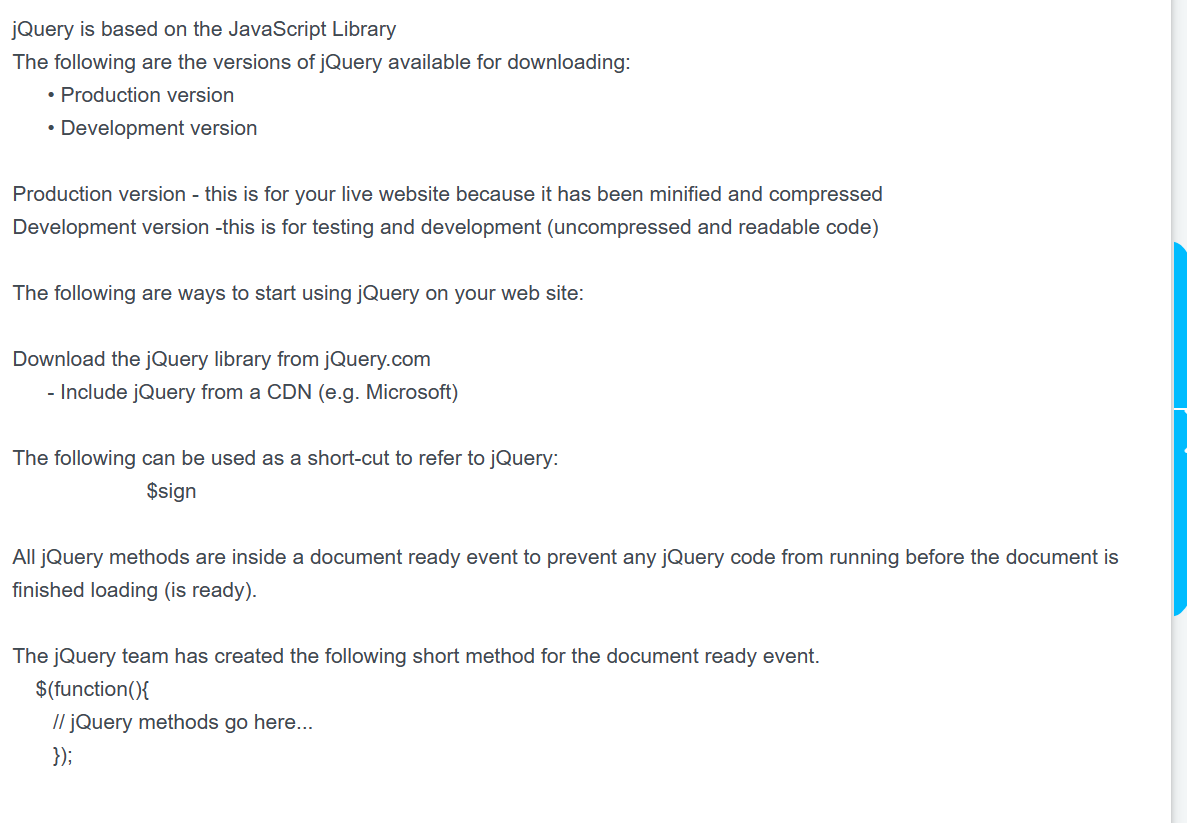 jQuery is based on the JavaScript Library
The following are the versions of jQuery available for downloading:
• Production version
• Development version
Production version - this is for your live website because it has been minified and compressed
Development version -this is for testing and development (uncompressed and readable code)
The following are ways to start using jQuery on your web site:
Download the jQuery library from jQuery.com
- Include jQuery from a CDN (e.g. Microsoft)
The following can be used as a short-cut to refer to jQuery:
$sign
All jQuery methods are inside a document ready event to prevent any jQuery code from running before the document is
finished loading (is ready).
The jQuery team has created the following short method for the document ready event.
$(function(){
// jQuery methods go here...
});